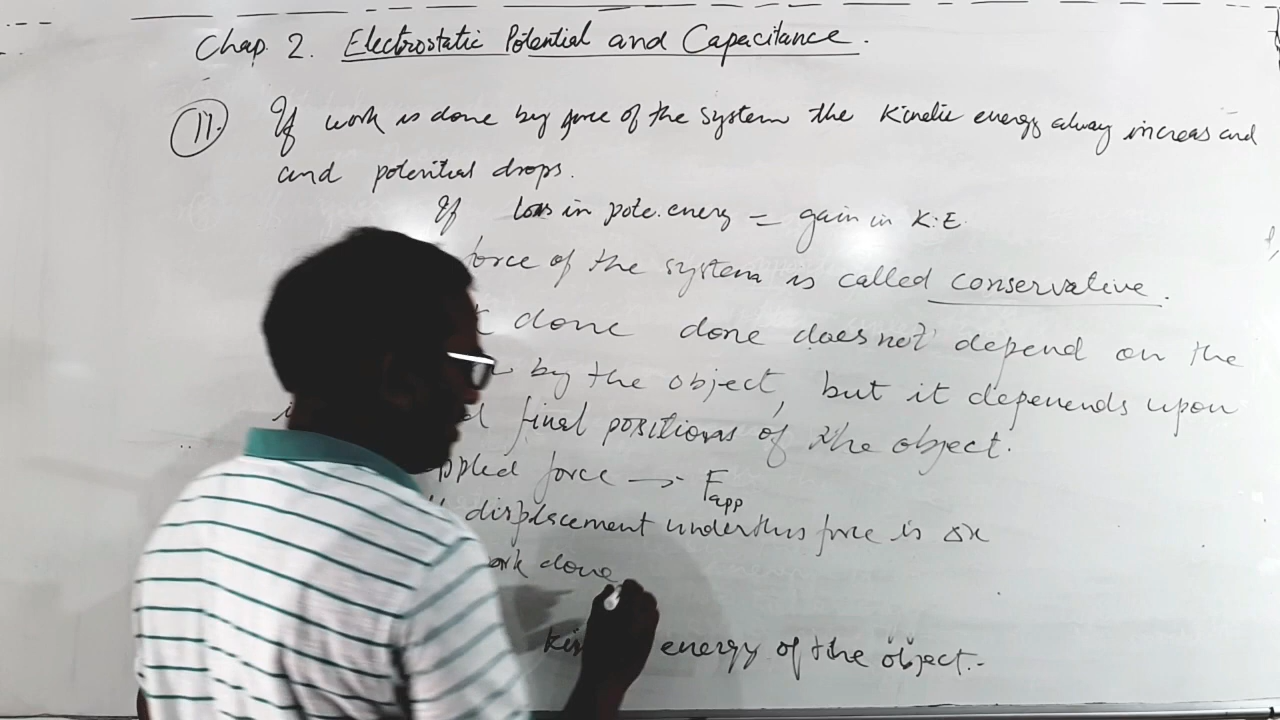 Chap. 2. Electrostatic Potential and Capacitance.
11. If work is done by force of the system the kinetic energy alway increas and
and potential drops.
If loss in pote. energy = gain in K.E.
force of the system is called conservative.
done done does not depend on the
by the object, but it depenends upon
final positions of the object.
force → Fapp
displacement under this force is Δx
done
energy of the object.